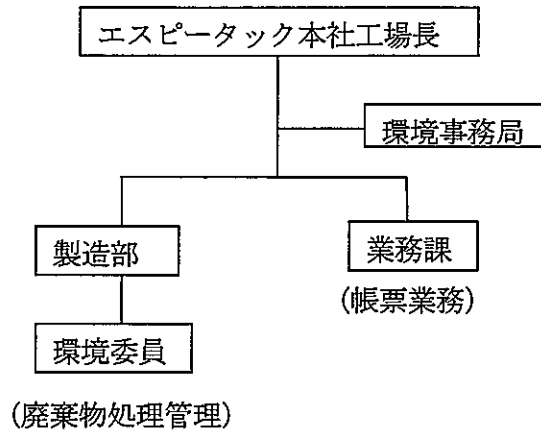 エスピータック本社工場長
環境事務局
製造部
業務課
(帳票業務)
環境委員
(廃棄物処理管理)